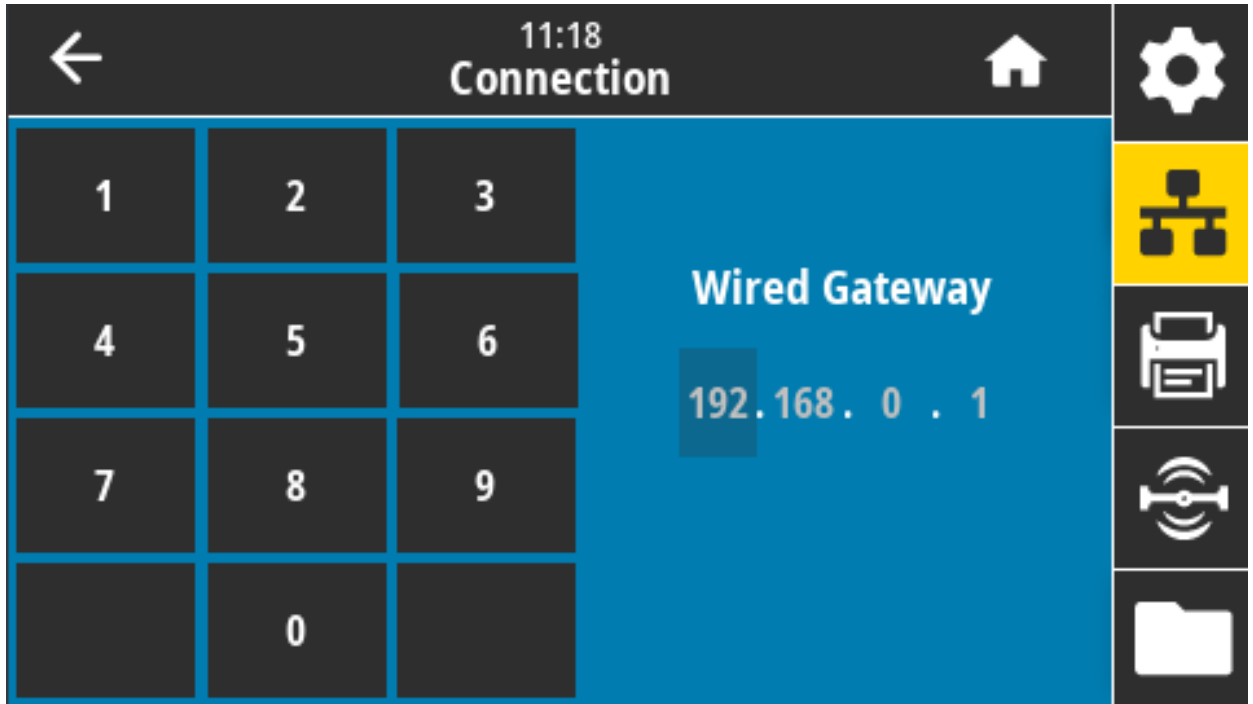 11:18
Connection
1 2 3
4 5 6
7 8 9
0
Wired Gateway
192.168. 0 . 1